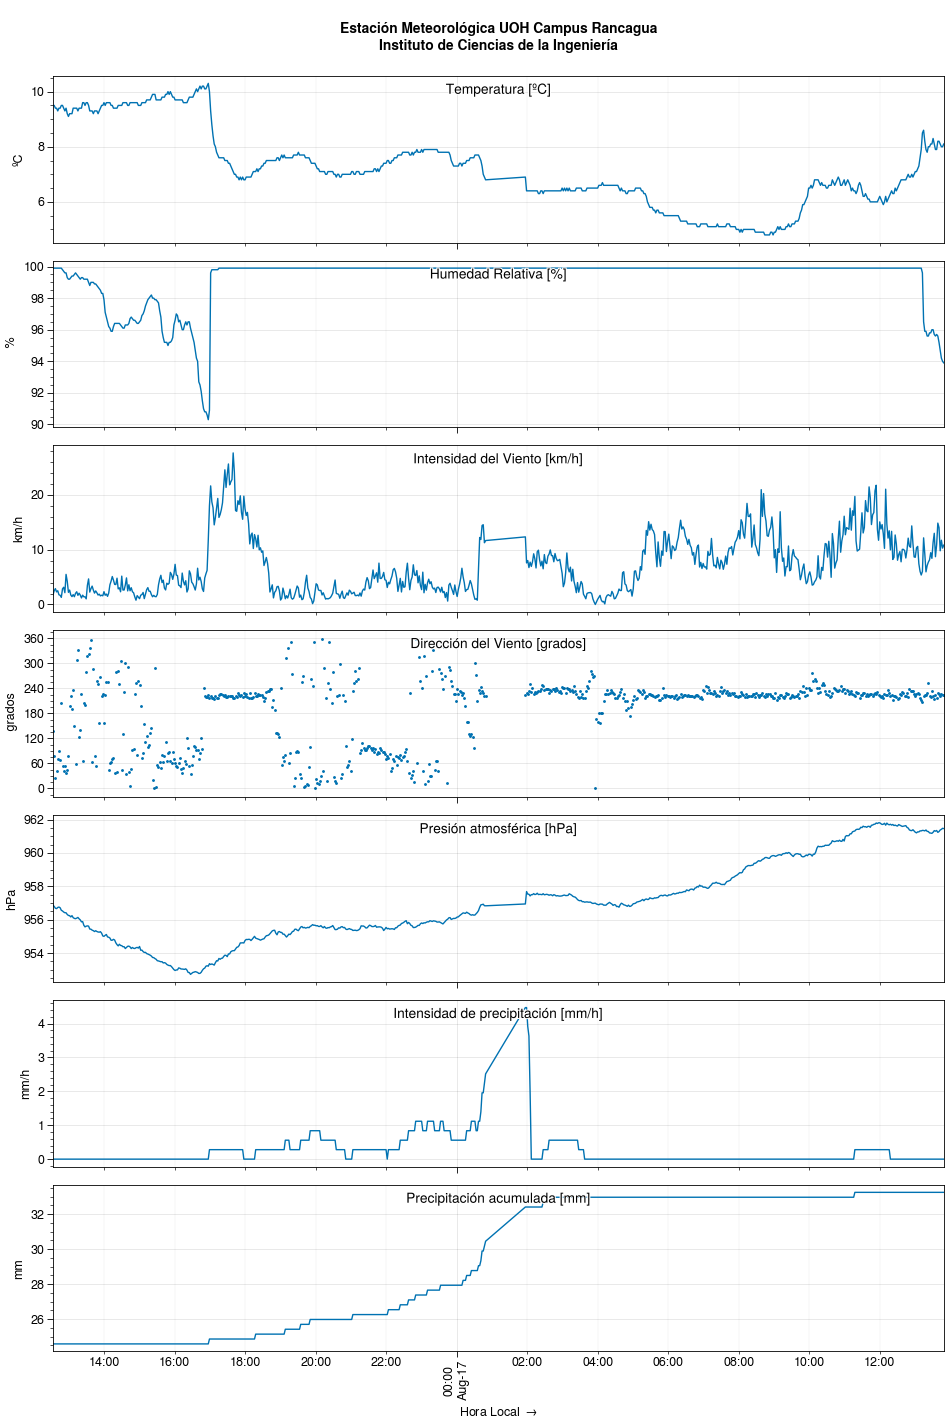 Estación Meteorológica UOH Campus Rancagua
Instituto de Ciencias de la Ingeniería
Temperatura [ºC]
ºC
10
8
6
Humedad Relativa [%]
%
100
98
96
94
92
90
Intensidad del Viento [km/h]
km/h
20
10
0
Dirección del Viento [grados]
grados
360
300
240
180
120
60
0
Presión atmosférica [hPa]
hPa
962
960
958
956
954
Intensidad de precipitación [mm/h]
mm/h
4
3
2
1
0
Precipitación acumulada [mm]
mm
32
30
28
26
14:00 16:00 18:00 20:00 22:00 00:00 02:00 04:00 06:00 08:00 10:00 12:00
Aug-17
Hora Local →